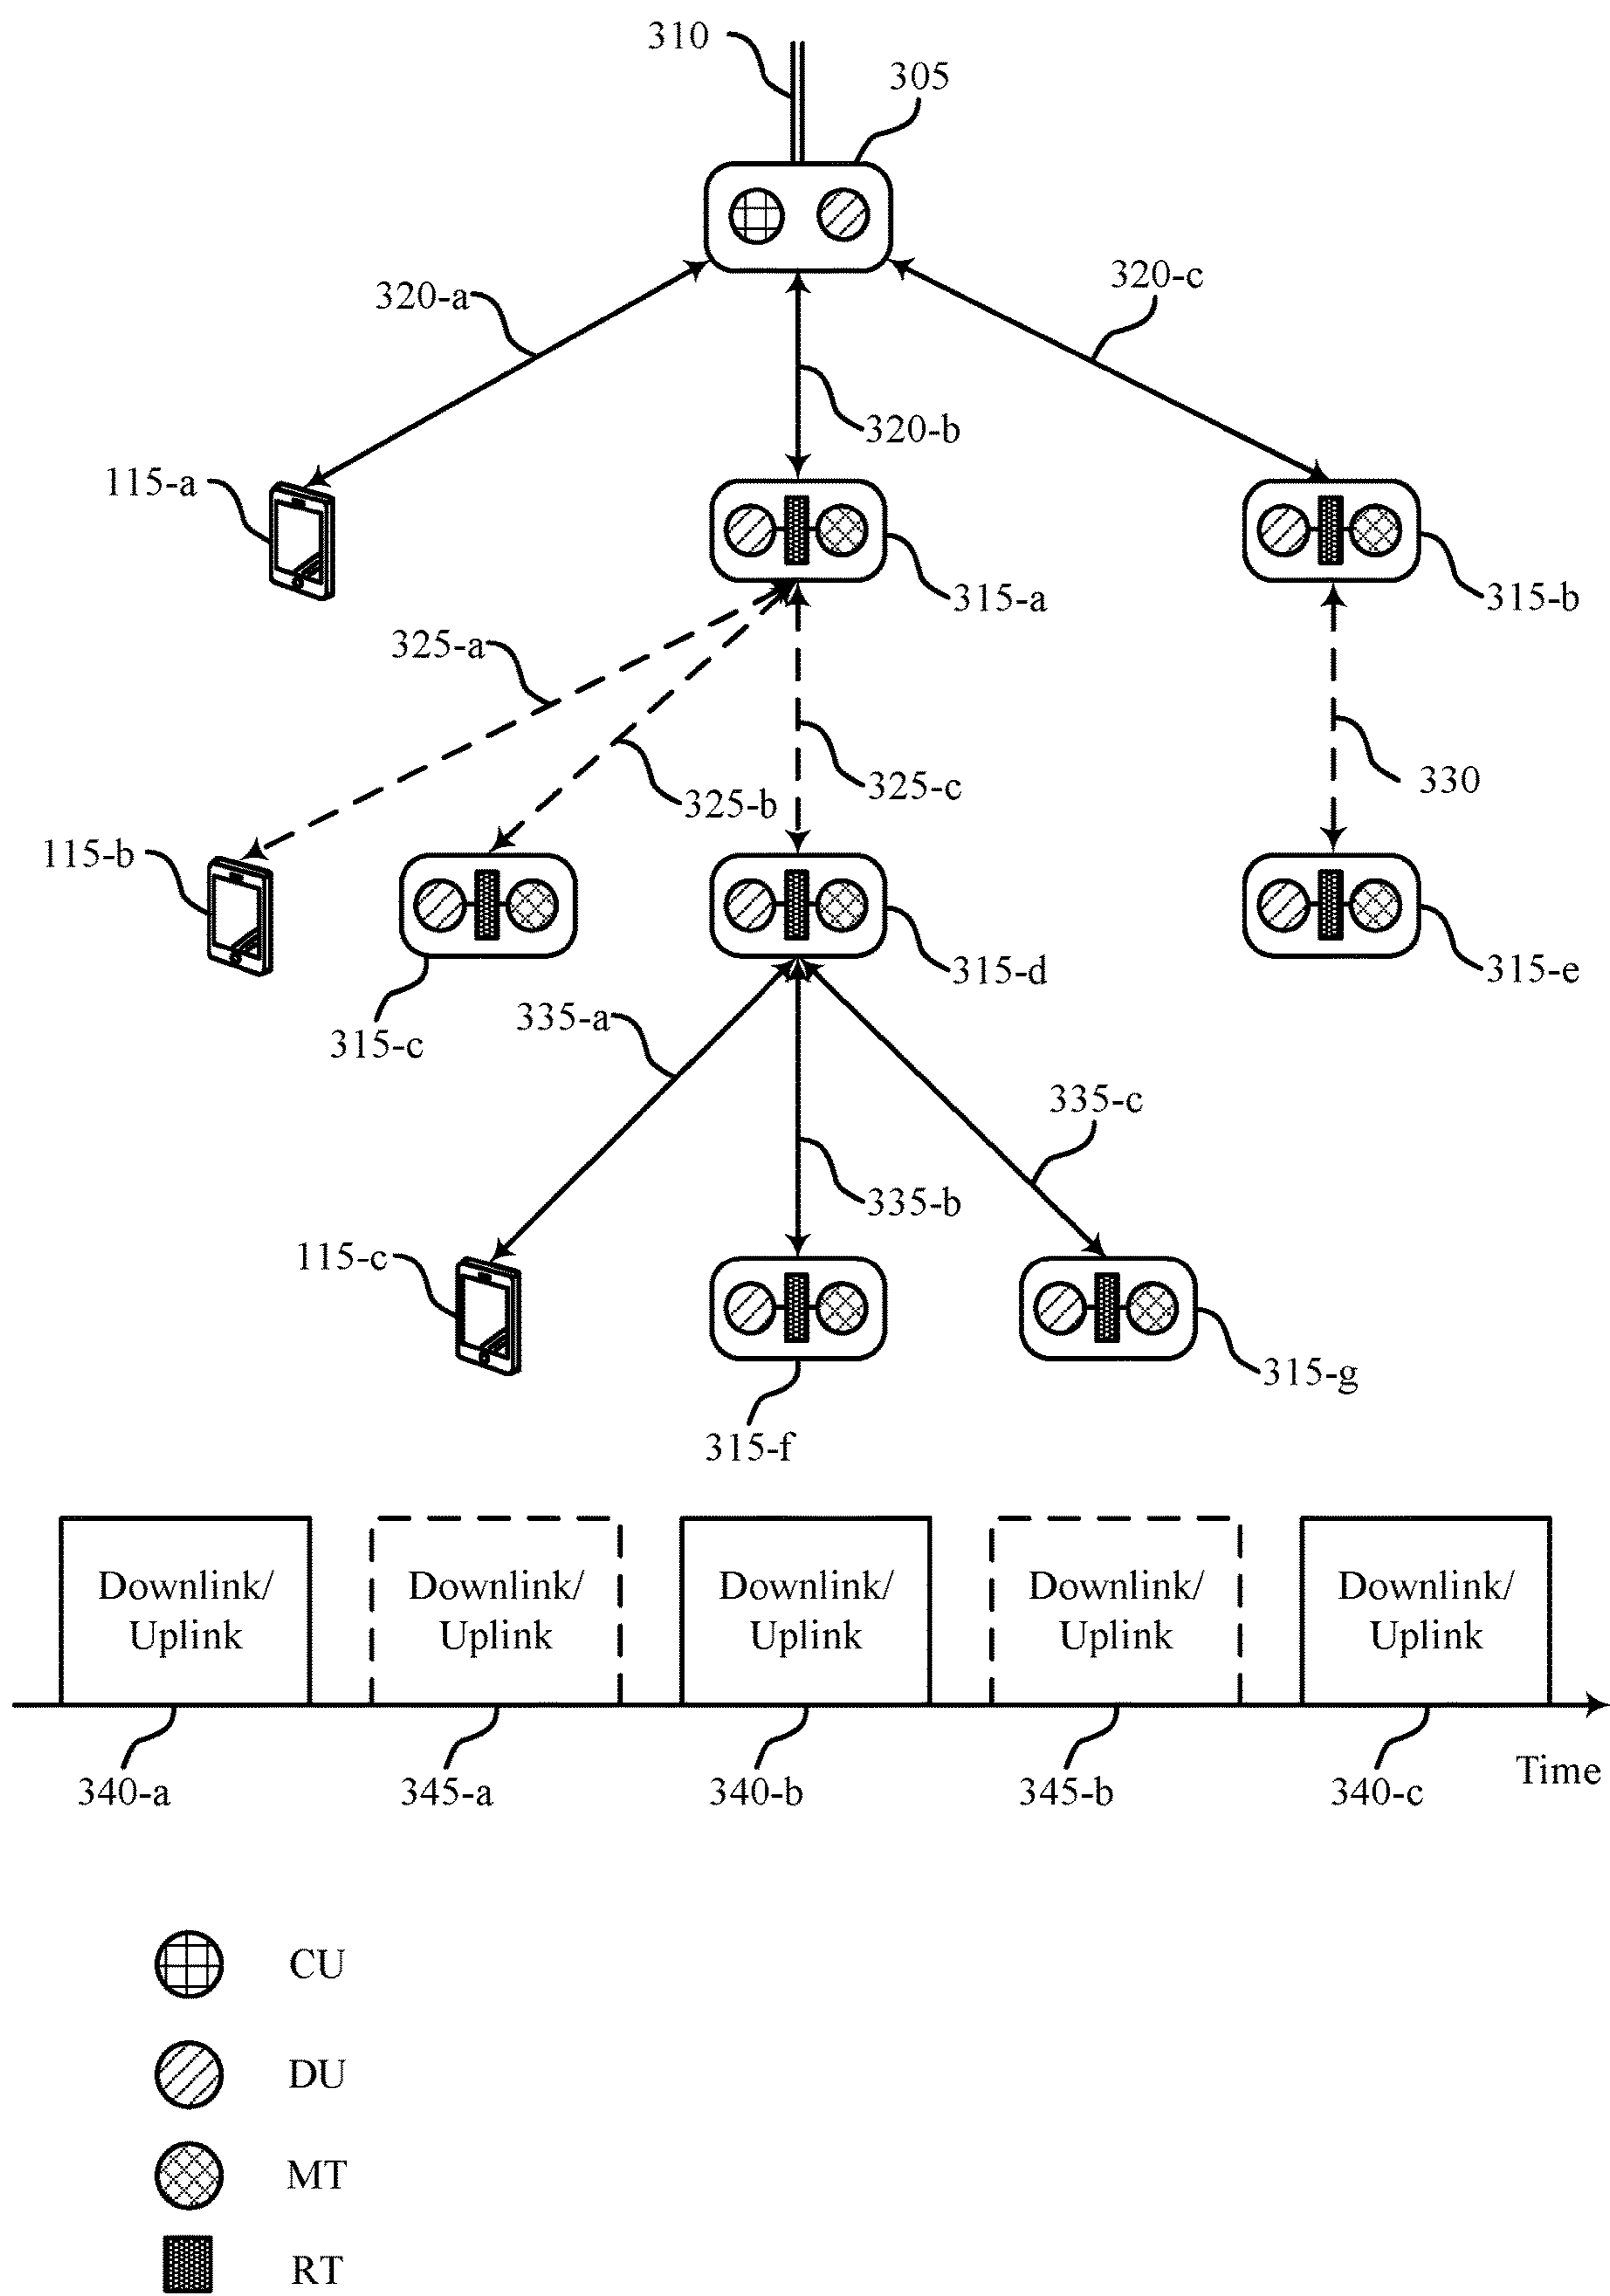 310
305
320-a
320-c
320-b
115-a
315-a
315-b
325-a
325-c
330
325-b
115-b
315-d
315-e
335-a
315-c
335-c
335-b
115-c
315-g
315-f
Downlink/
Uplink
Downlink/
Uplink
Downlink/
Uplink
Downlink/
Uplink
Downlink/
Uplink
340-a
345-a
340-b
345-b
340-c
Time
CU
DU
MT
RT